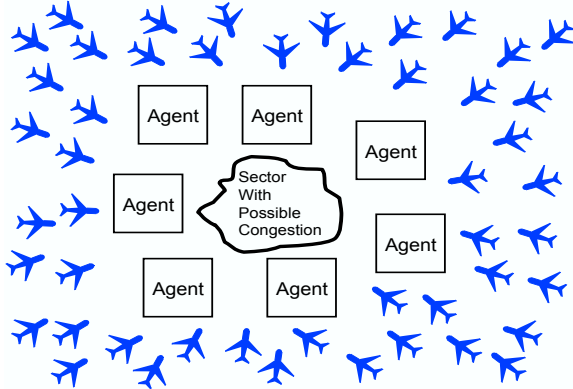 Agent
Agent
Agent
Agent
Sector
With
Possible
Congestion
Agent
Agent
Agent